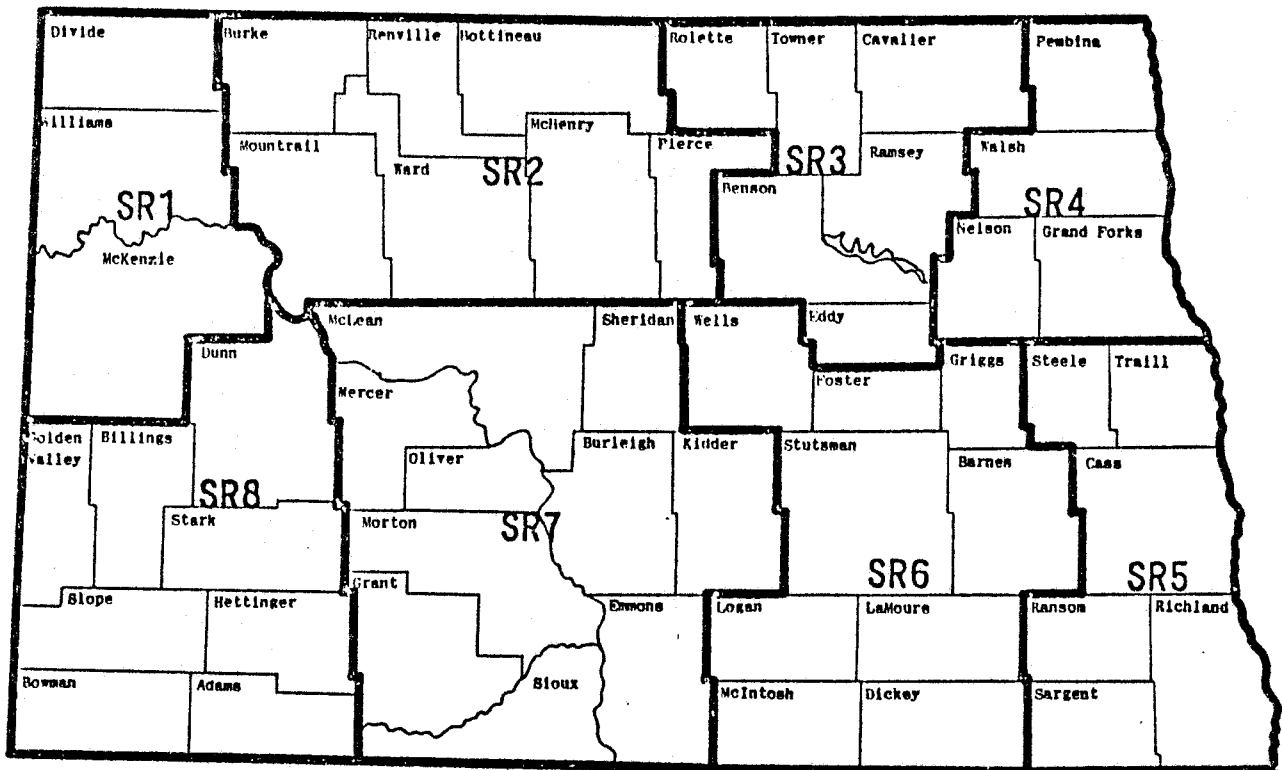 Divide Burke Renville Bottineau Rolette Towner Cavalier Pembina
Williams McHenry
Mountrail Ward SR2 Pierce SR3 Ramsey Walsh
Benson
SR1 SR4
McKenzie Nelson Grand Forks
McLean Sheridan Wells Eddy
Dunn Griggs Steele Traill
Mercer Foster
Golden Billings Burleigh Kidder Stutsman
Valley Oliver Barnes Cass
SR8
Stark Morton SR7
Grant SR6 SR5
Slope Hettinger Emmons Logan LaMoure Ransom Richland
Bowman Adams Sioux McIntosh Dickey Sargent